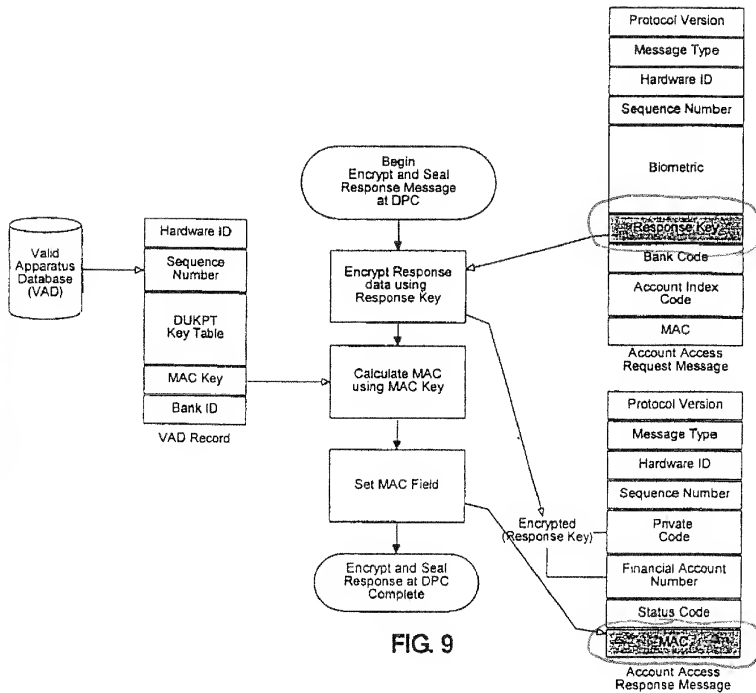 Protocol Version
Message Type
Hardware ID
Sequence Number
Biometric
Response Key
Bank Code
Account Index
Code
MAC
Account Access
Request Message
Begin
Encrypt and Seal
Response Message
at DPC
Valid
Apparatus
Database
(VAD)
Hardware ID
Sequence
Number
DUKPT
Key Table
MAC Key
Bank ID
VAD Record
Encrypt Response
data using
Response Key
Calculate MAC
using MAC Key
Set MAC Field
Encrypt and Seal
Response at DPC
Complete
Encrypted
(Response Key)
Protocol Version
Message Type
Hardware ID
Sequence Number
Private
Code
Financial Account
Number
Status Code
MAC
Account Access
Response Message
FIG. 9